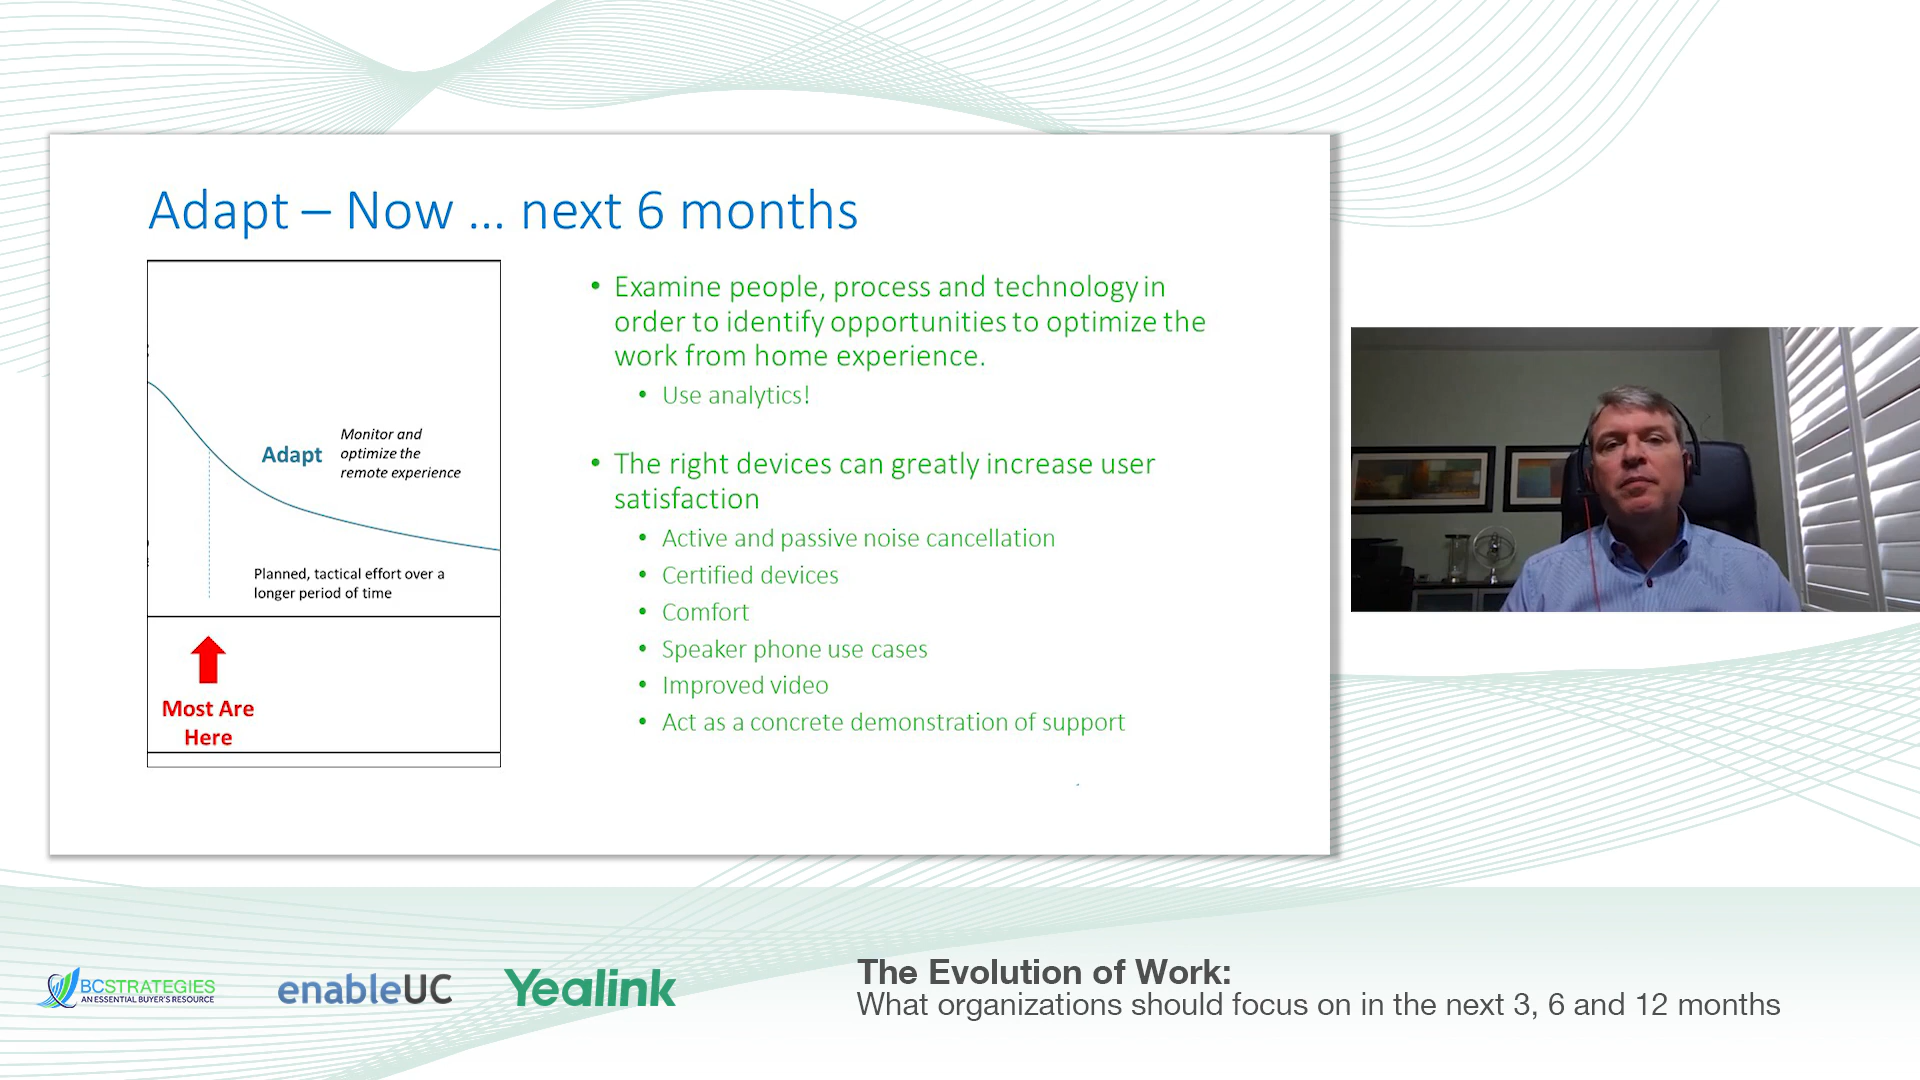 Adapt – Now ... next 6 months
Adapt
Monitor and
optimize the
remote experience
Planned, tactical effort over a
longer period of time
Most Are
Here
• Examine people, process and technology in
order to identify opportunities to optimize the
work from home experience.
• Use analytics!
• The right devices can greatly increase user
satisfaction
• Active and passive noise cancellation
• Certified devices
• Comfort
• Speaker phone use cases
• Improved video
• Act as a concrete demonstration of support
BCSTRATEGIES
AN ESSENTIAL BUYER'S RESOURCE
enableUC
Yealink
The Evolution of Work:
What organizations should focus on in the next 3, 6 and 12 months